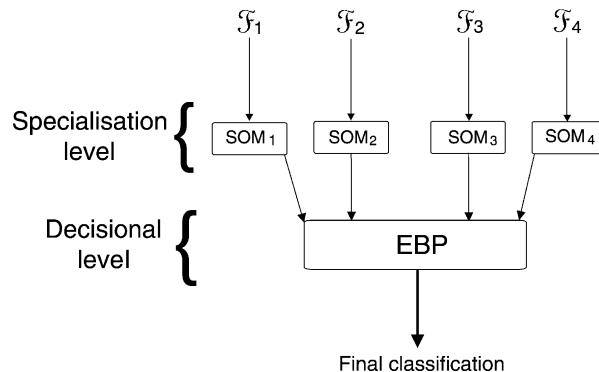 ℱ1 ℱ2 ℱ3 ℱ4
Specialisation
level
SOM1 SOM2 SOM3 SOM4
Decisional
level
EBP
Final classification